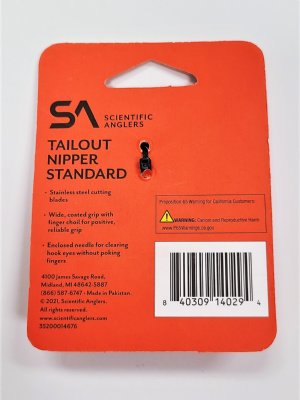 SA
SCIENTIFIC
ANGLERS
TAILOUT
NIPPER
STANDARD
• Stainless steel cutting
blades
• Wide, coated grip with
finger choil for positive,
reliable grip
• Enclosed needle for clearing
hook eyes without poking
fingers
4100 James Savage Road,
Midland, MI 48642-5887
(866) 587-6747 - Made in Pakistan.
© 2021, Scientific Anglers.
All rights reserved.
www.scientificanglers.com
35200014676
Proposition 65 Warning for California Customers:
WARNING: Cancer and Reproductive Harm
www.P65Warnings.ca.gov
8 40309 14029 4